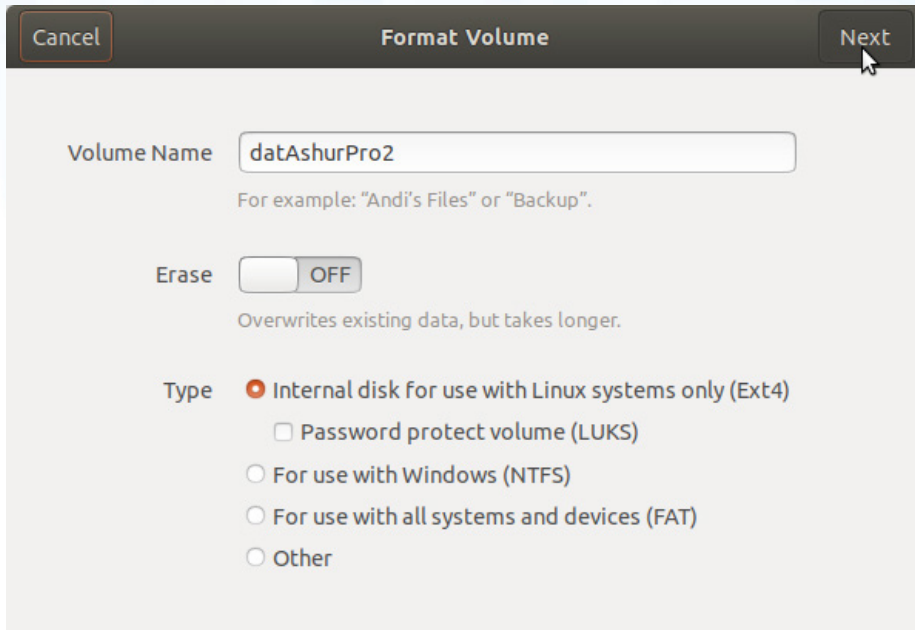 Cancel Format Volume Next
Volume Name datAshurPro2
For example: “Andi’s Files” or “Backup”.
Erase OFF
Overwrites existing data, but takes longer.
Type Internal disk for use with Linux systems only (Ext4)
Password protect volume (LUKS)
For use with Windows (NTFS)
For use with all systems and devices (FAT)
Other